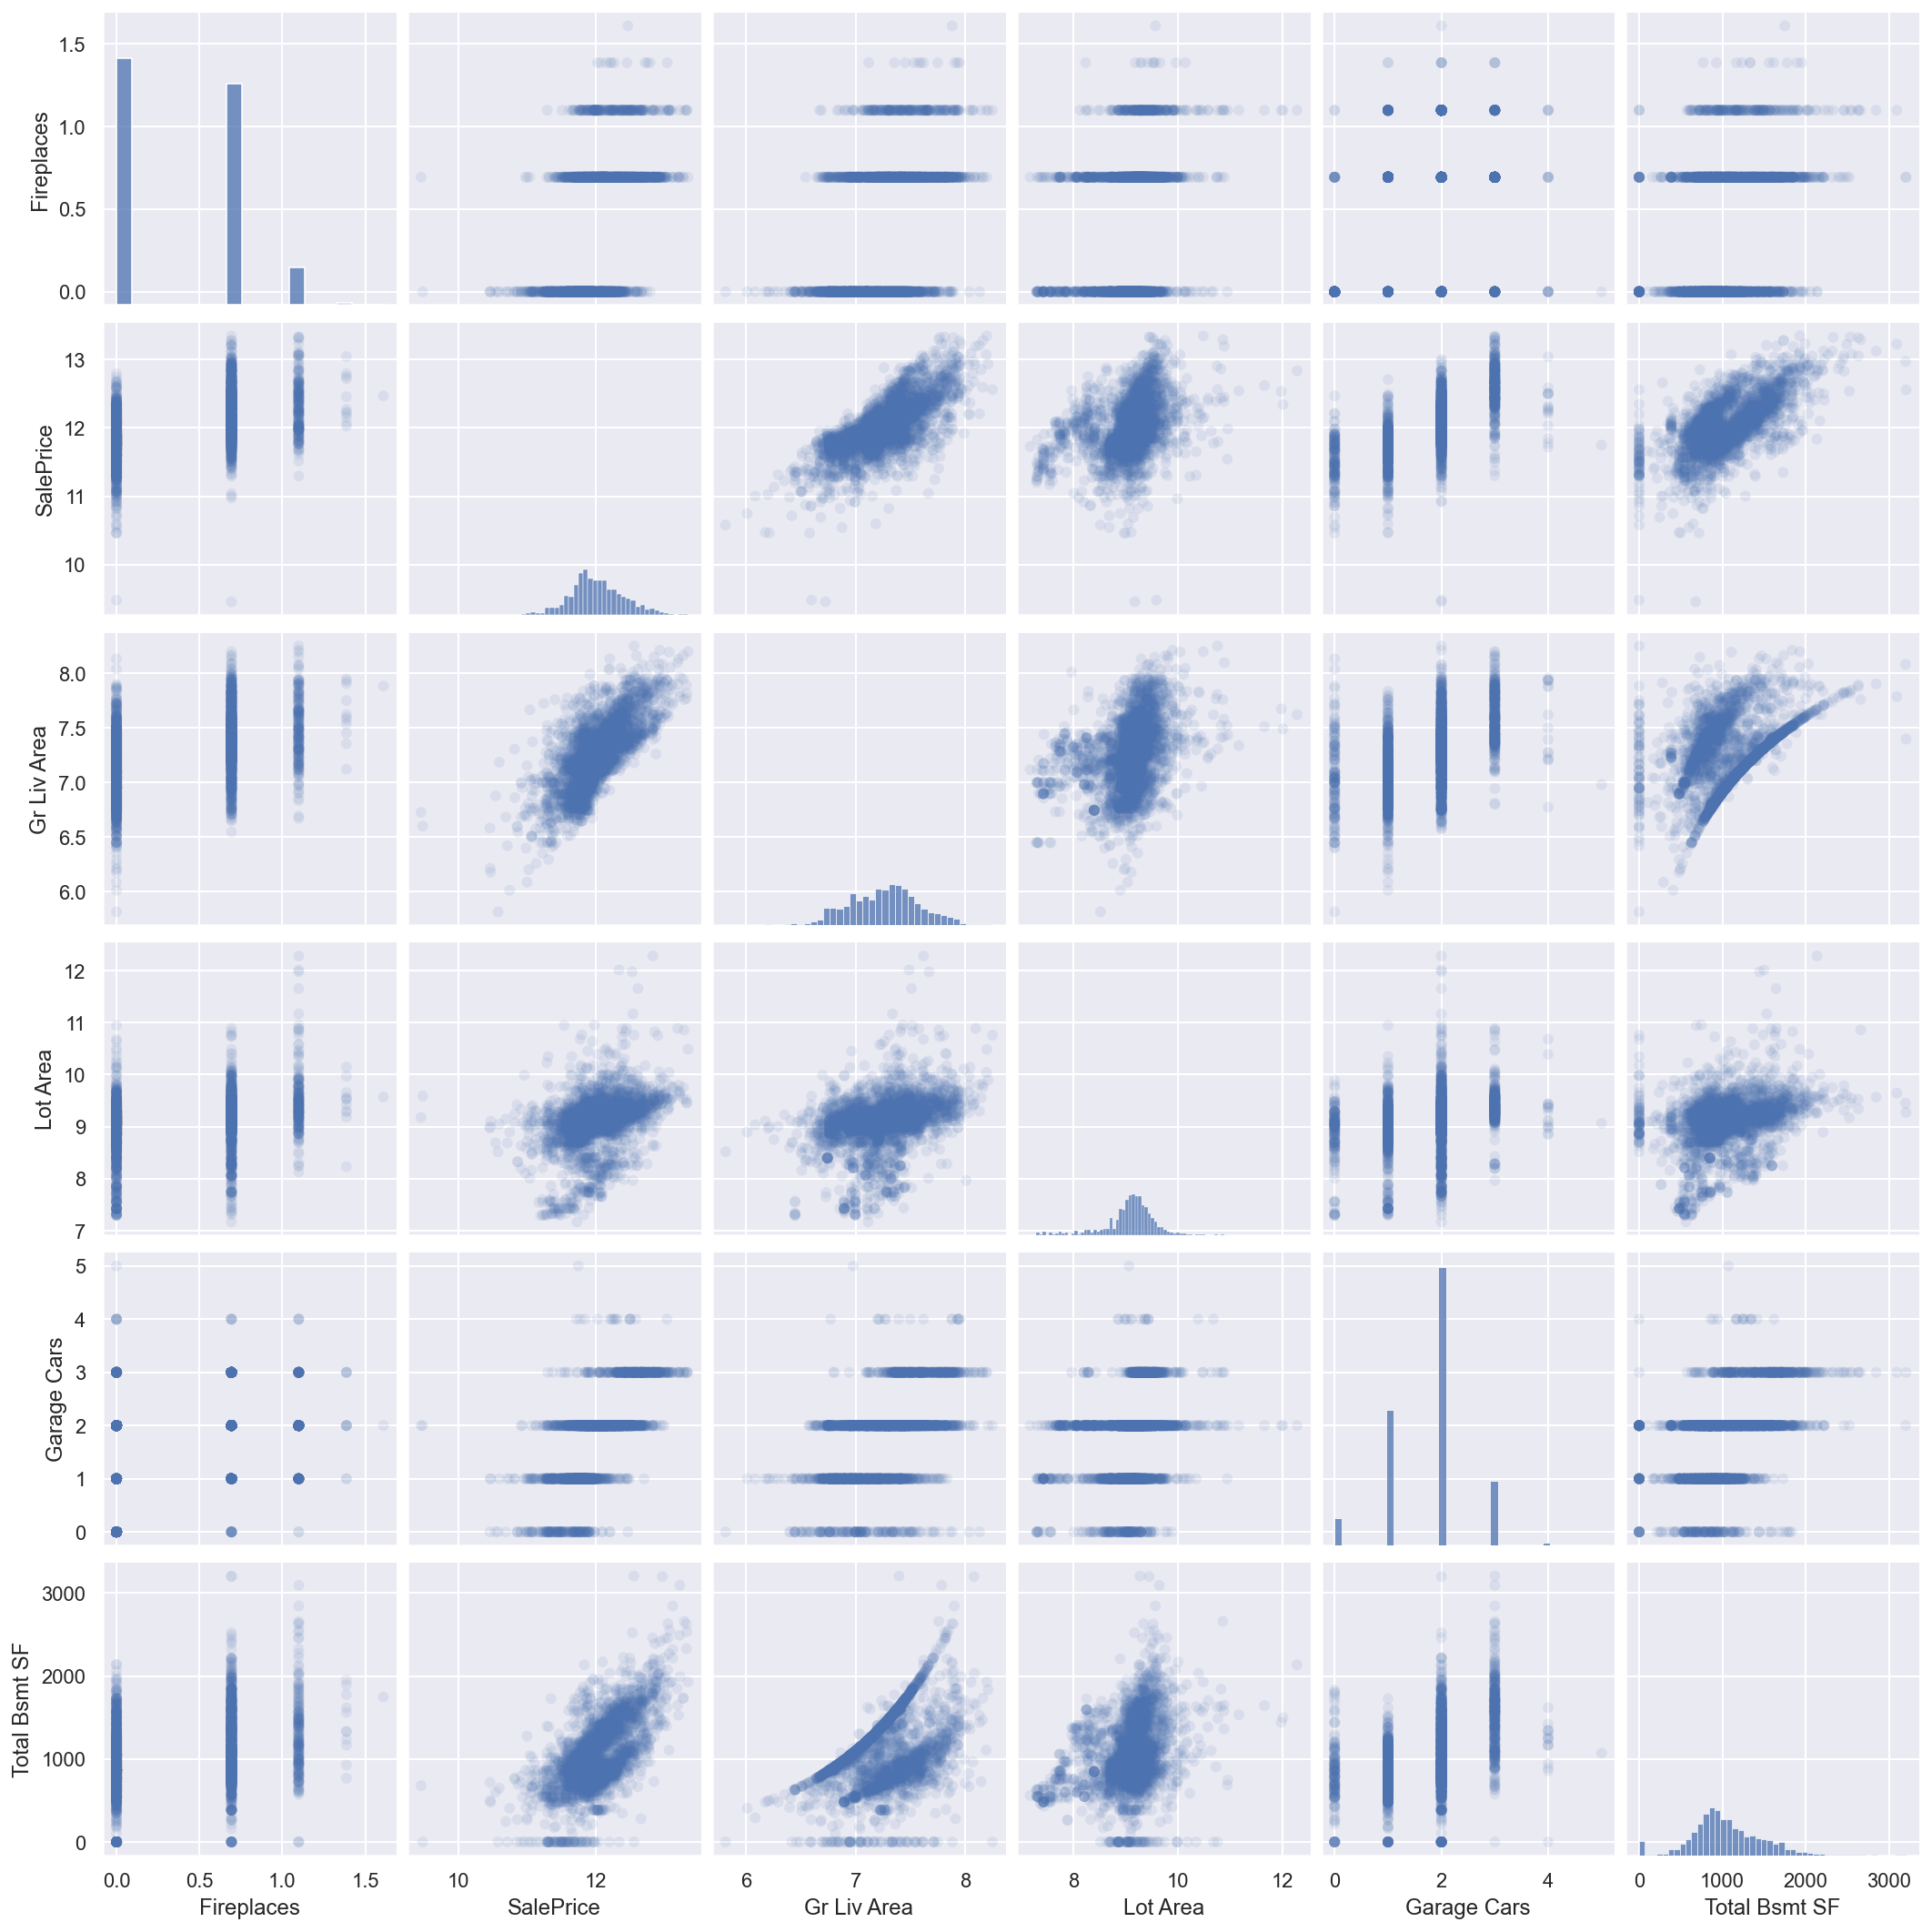 1.5
1.0
0.5
0.0
Fireplaces
13
12
11
10
SalePrice
8.0
7.5
7.0
6.5
6.0
Gr Liv Area
12
11
10
9
8
7
Lot Area
5
4
3
2
1
0
Garage Cars
3000
2000
1000
0
Total Bsmt SF
0.0 0.5 1.0 1.5
10 12
6 7 8
8 10 12
0 2 4
0 1000 2000 3000
Fireplaces
SalePrice
Gr Liv Area
Lot Area
Garage Cars
Total Bsmt SF